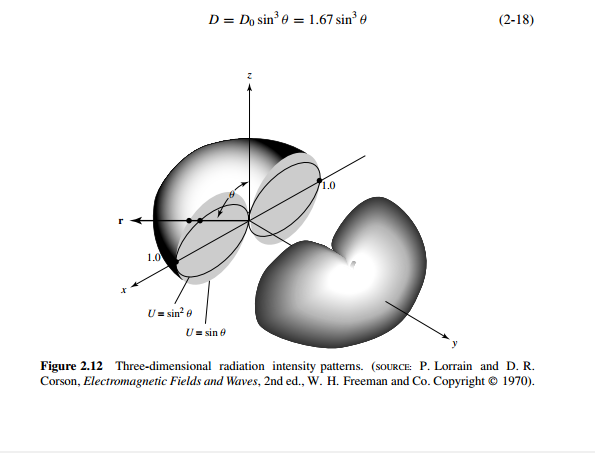 D = D₀ sin³ θ = 1.67 sin³ θ (2-18)
z
θ
1.0
r
1.0
x
U = sin² θ
U = sin θ
y
Figure 2.12 Three-dimensional radiation intensity patterns. (SOURCE: P. Lorrain and D. R.
Corson, Electromagnetic Fields and Waves, 2nd ed., W. H. Freeman and Co. Copyright © 1970).